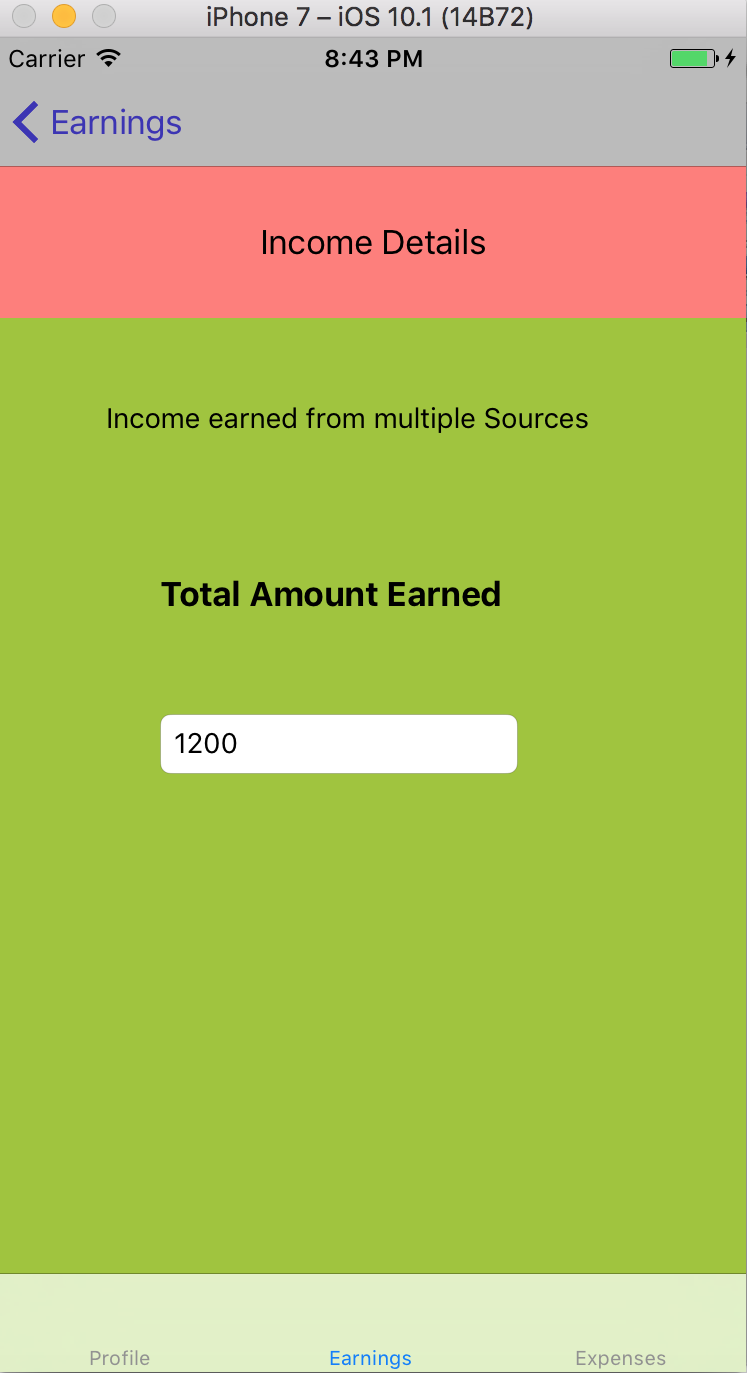 iPhone 7 – iOS 10.1 (14B72)
Carrier 8:43 PM
Earnings
Income Details
Income earned from multiple Sources
Total Amount Earned
1200
Profile Earnings Expenses